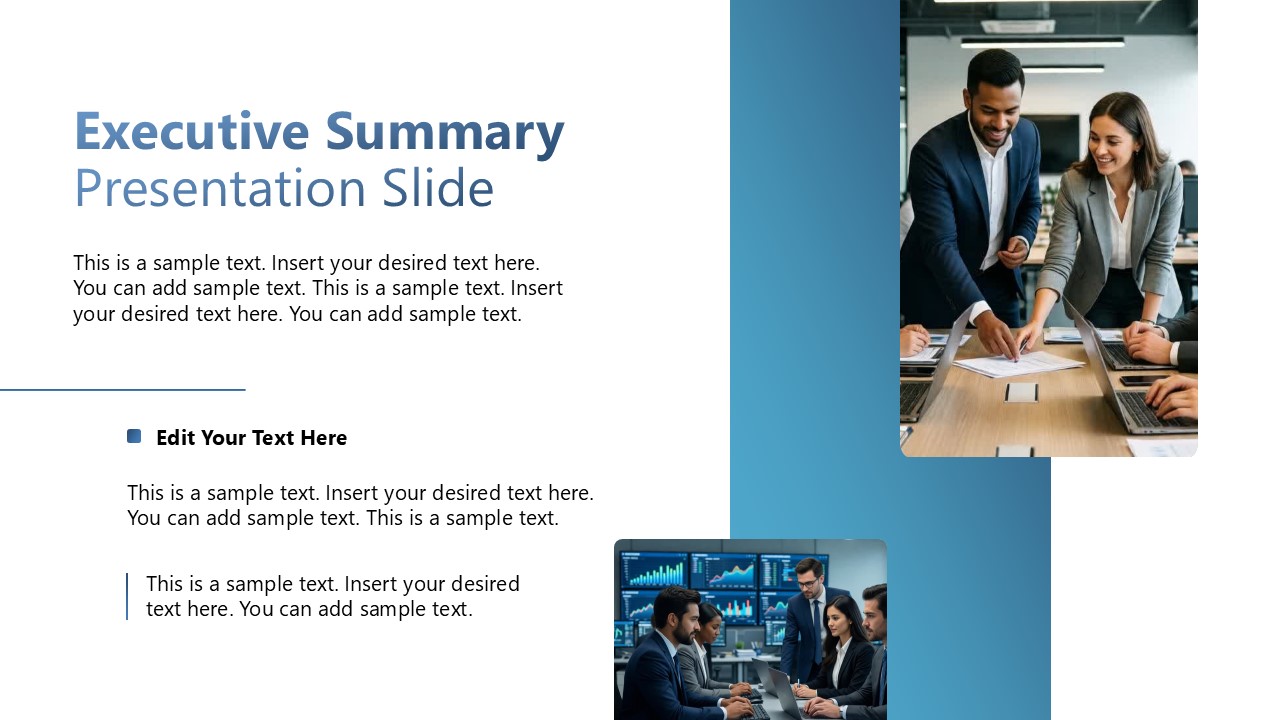 Executive Summary
Presentation Slide
This is a sample text. Insert your desired text here.
You can add sample text. This is a sample text. Insert
your desired text here. You can add sample text.
Edit Your Text Here
This is a sample text. Insert your desired text here.
You can add sample text. This is a sample text.
This is a sample text. Insert your desired
text here. You can add sample text.